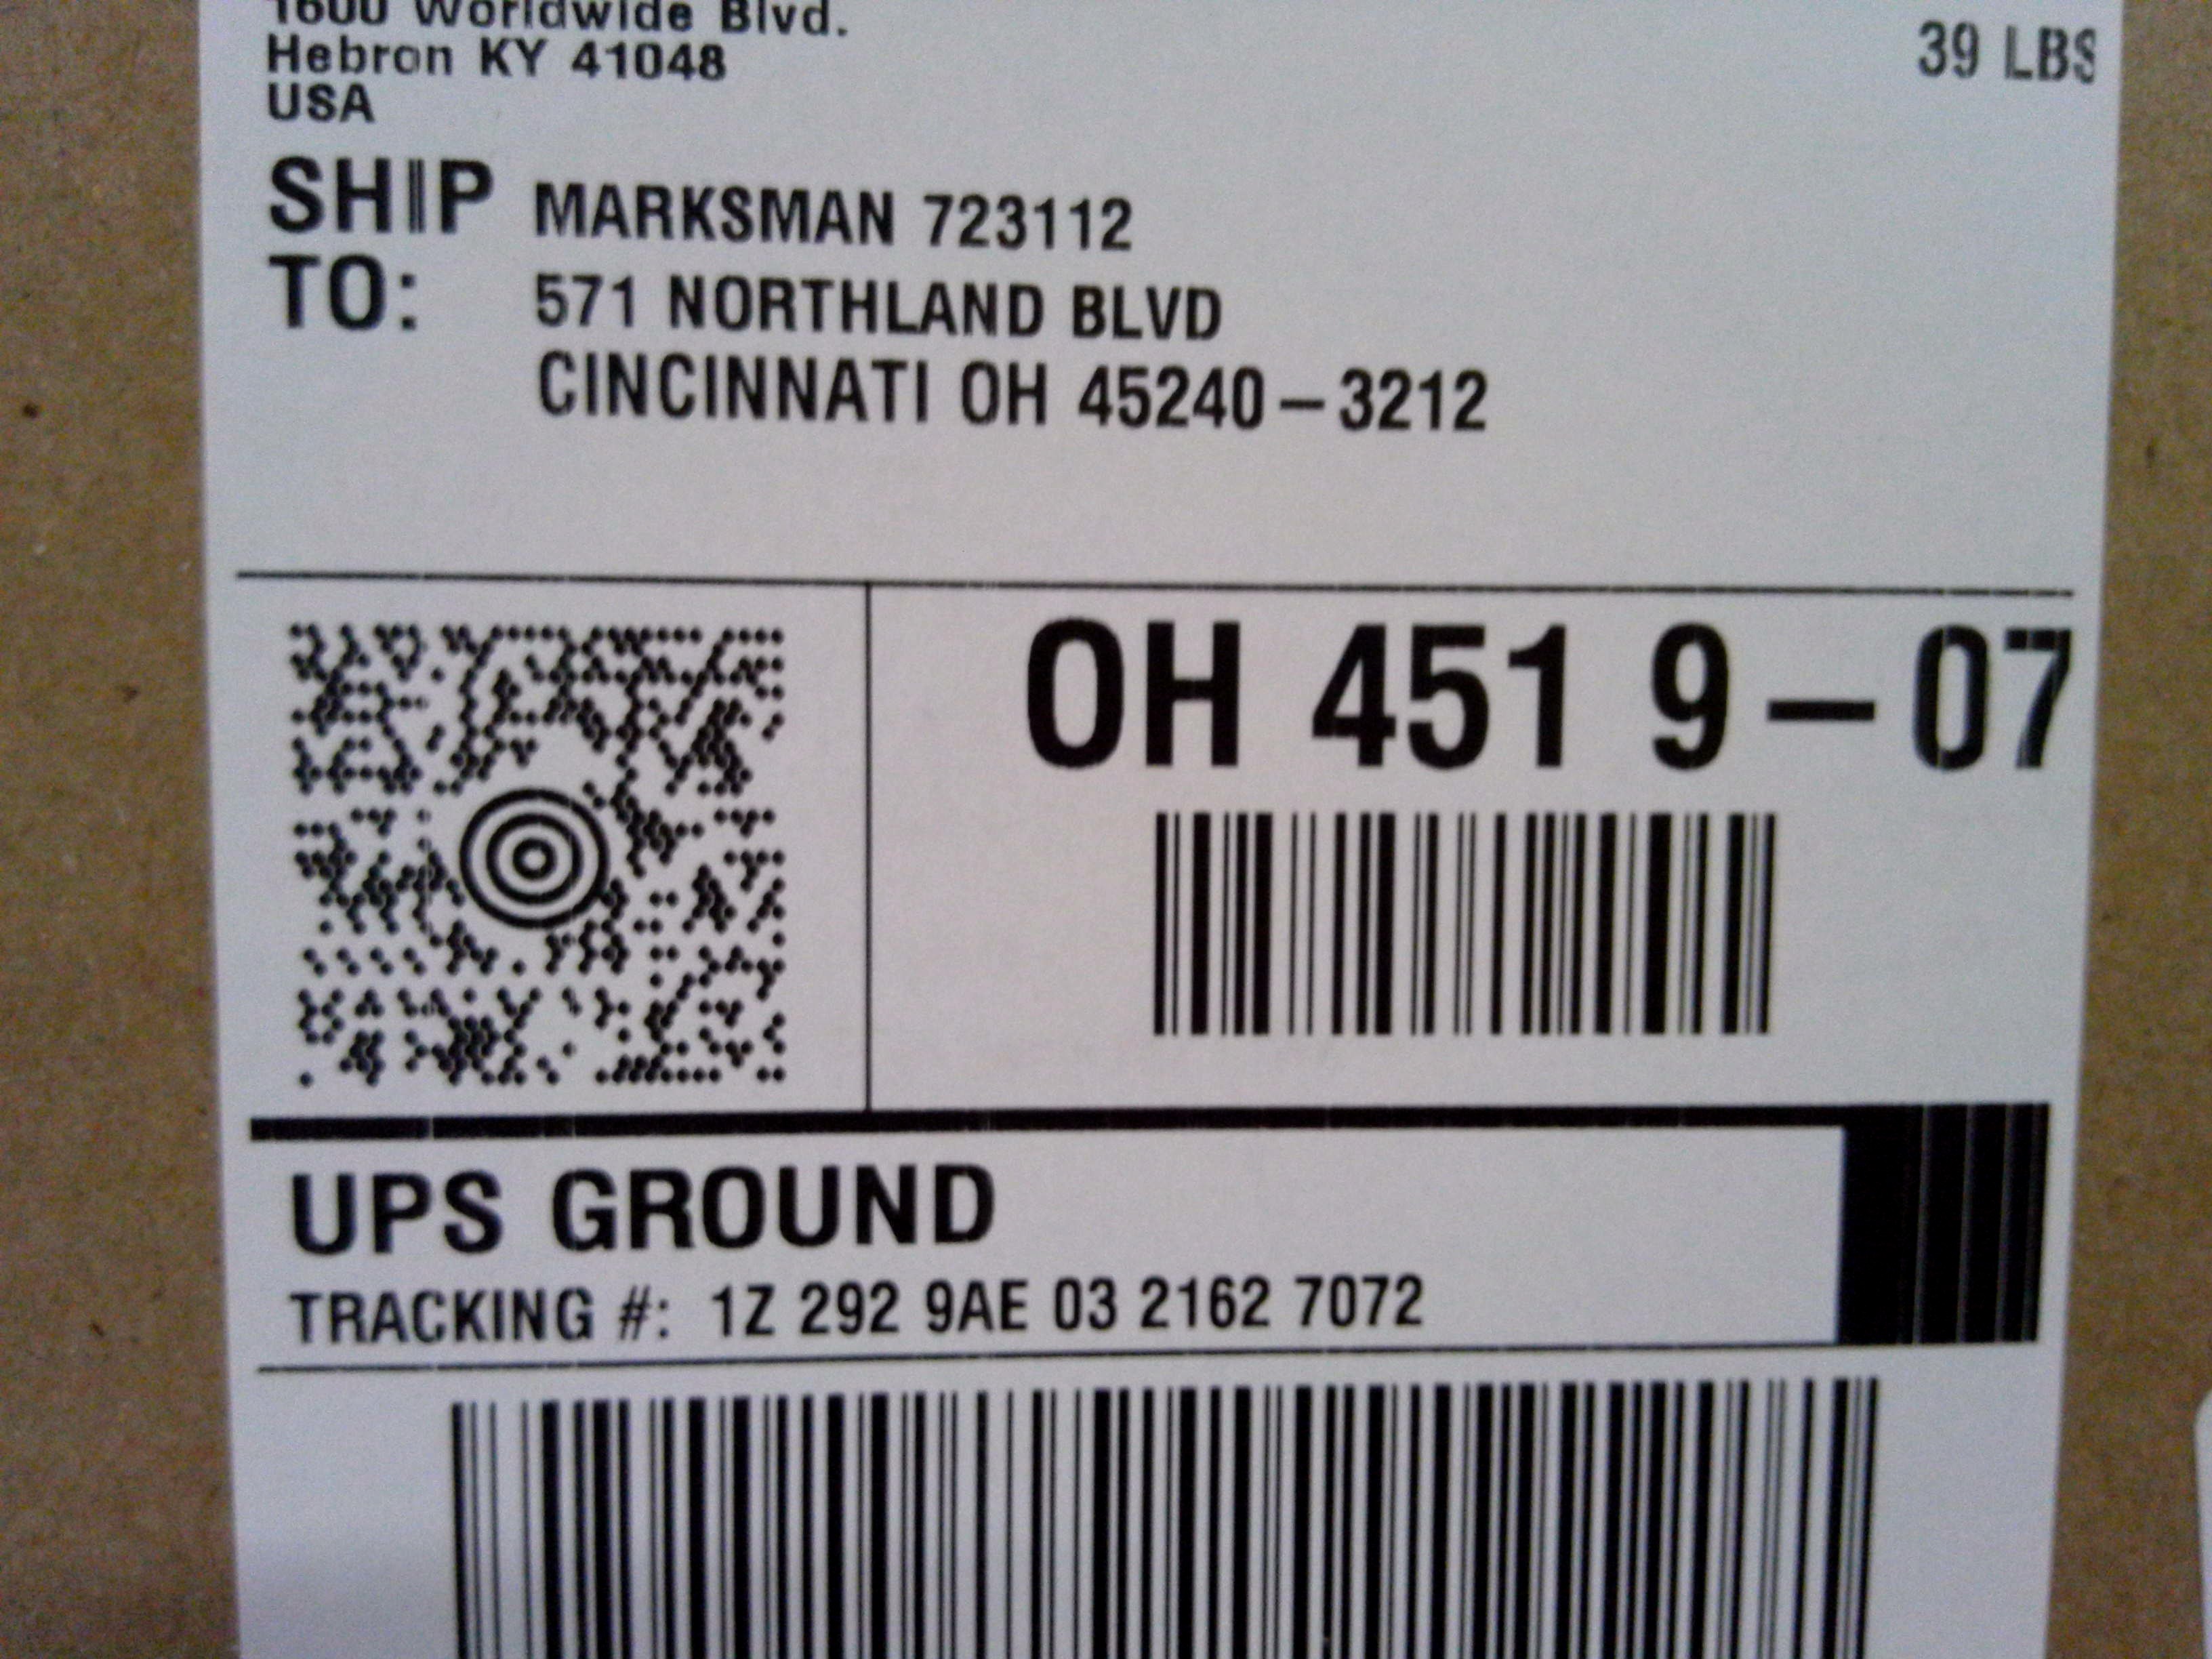 1600 Worldwide Blvd.
Hebron KY 41048
USA
39 LBS
SHIP TO:
MARKSMAN 723112
571 NORTHLAND BLVD
CINCINNATI OH 45240-3212
OH 451 9-07
UPS GROUND
TRACKING #: 1Z 292 9AE 03 2162 7072